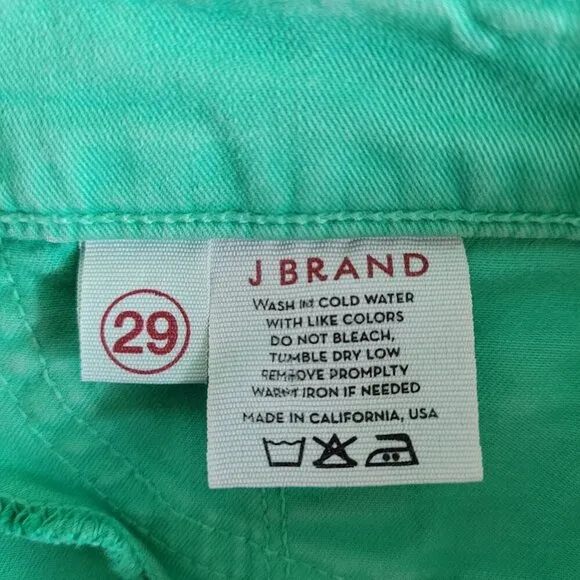 29
J BRAND
WASH IN COLD WATER
WITH LIKE COLORS
DO NOT BLEACH,
TUMBLE DRY LOW
REMOVE PROMPTLY
WARM IRON IF NEEDED
MADE IN CALIFORNIA, USA